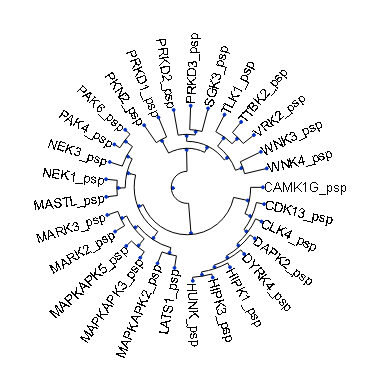 PKN2_psp
PRKD1_psp
PRKD2_psp
PRKD3_psp
SGK3_psp
TLK1_psp
TTBK2_psp
VRK2_psp
WNK3_psp
WNK4_psp
CAMK1G_psp
CDK13_psp
CLK4_psp
DAPK2_psp
DYRK4_psp
HIPK1_psp
HIPK3_psp
HUNK_psp
LATS1_psp
MAPKAPK2_psp
MAPKAPK3_psp
MAPKAPK5_psp
MARK2_psp
MARK3_psp
MASTL_psp
NEK1_psp
NEK3_psp
PAK4_psp
PAK6_psp